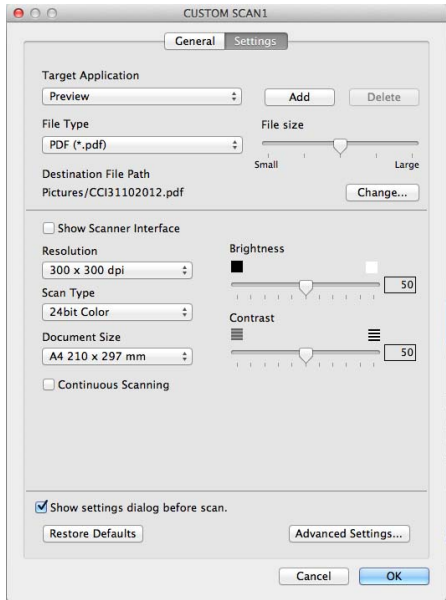 CUSTOM SCAN1
General Settings
Target Application
Preview Add Delete
File Type File size
PDF (*.pdf)
Small Large
Destination File Path
Pictures/CCI31102012.pdf Change...
Show Scanner Interface
Resolution Brightness
300 x 300 dpi 50
Scan Type
24bit Color Contrast
Document Size
A4 210 x 297 mm 50
Continuous Scanning
Show settings dialog before scan.
Restore Defaults Advanced Settings...
Cancel OK